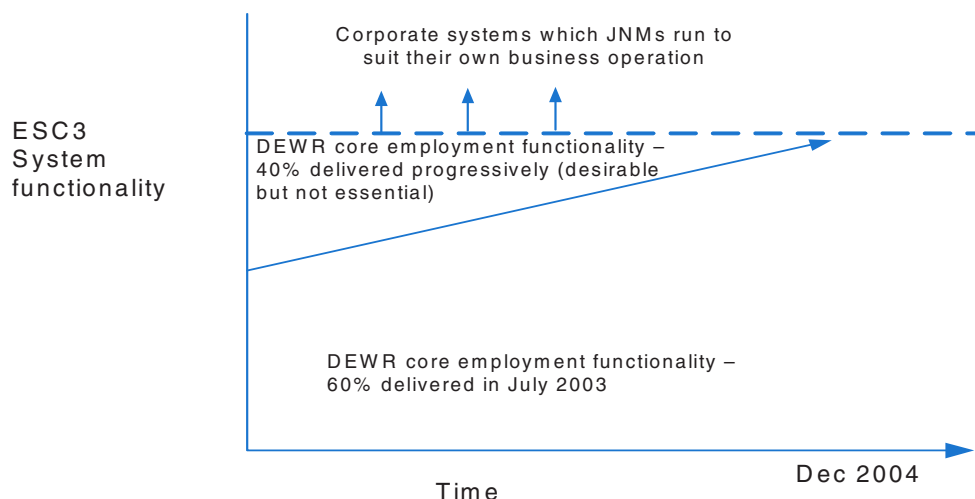 Corporate systems which JNMs run to
suit their own business operation
ESC3
System
functionality
DEWR core employment functionality –
40% delivered progressively (desirable
but not essential)
DEWR core employment functionality –
60% delivered in July 2003
Dec 2004
Time